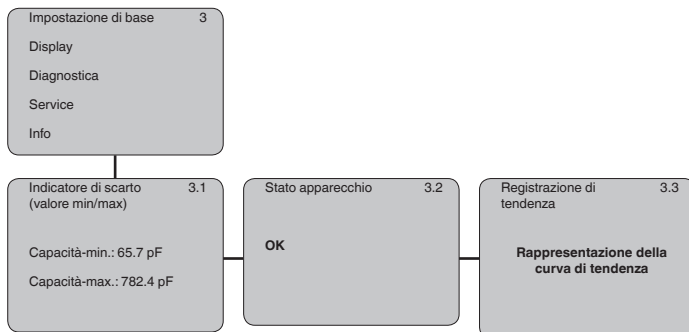 Impostazione di base 3
Display
Diagnostica
Service
Info
Indicatore di scarto 3.1
(valore min/max)
Capacità-min.: 65.7 pF
Capacità-max.: 782.4 pF
Stato apparecchio 3.2
OK
Registrazione di 3.3
tendenza
Rappresentazione della
curva di tendenza